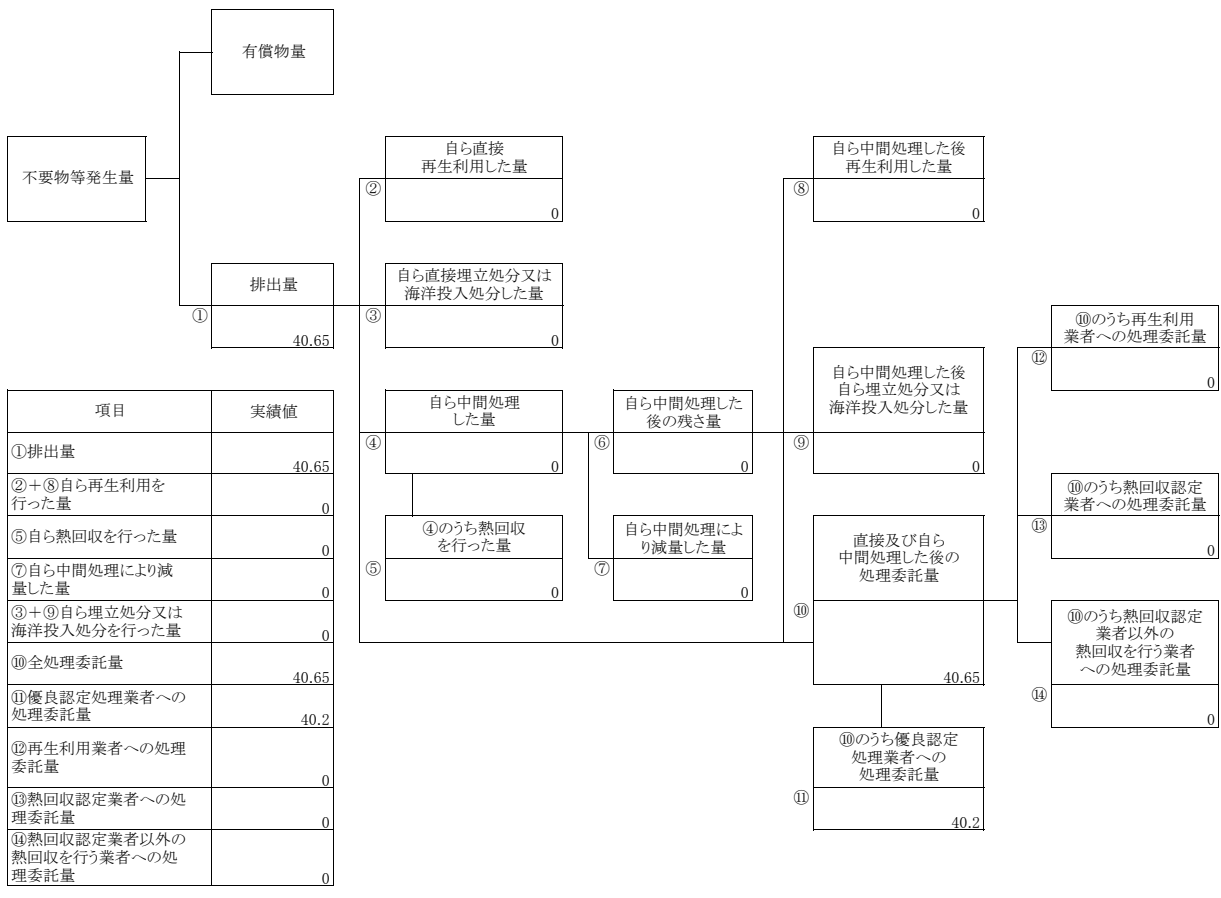 有償物量
不要物等発生量
自ら直接
再生利用した量
②
0
自ら中間処理した後
再生利用した量
⑧
0
排出量
①
40.65
自ら直接埋立処分又は
海洋投入処分した量
③
0
⑩のうち再生利用
業者への処理委託量
⑫
0
自ら中間処理
した量
④
0
自ら中間処理した
後の残さ量
⑥
0
自ら中間処理した後
自ら埋立処分又は
海洋投入処分した量
⑨
0
④のうち熱回収
を行った量
⑤
0
自ら中間処理によ
り減量した量
⑦
0
直接及び自ら
中間処理した後の
処理委託量
⑩
40.65
⑩のうち熱回収認定
業者への処理委託量
⑬
0
⑩のうち熱回収認定
業者以外の
熱回収を行う業者
への処理委託量
⑭
0
⑩のうち優良認定
処理業者への
処理委託量
⑪
40.2
項目
実績値
①排出量
40.65
②＋⑧自ら再生利用を
行った量
0
⑤自ら熱回収を行った量
0
⑦自ら中間処理により減
量した量
0
③＋⑨自ら埋立処分又は
海洋投入処分を行った量
0
⑩全処理委託量
40.65
⑪優良認定処理業者への
処理委託量
40.2
⑫再生利用業者への処理
委託量
0
⑬熱回収認定業者への処
理委託量
0
⑭熱回収認定業者以外の
熱回収を行う業者への処
理委託量
0